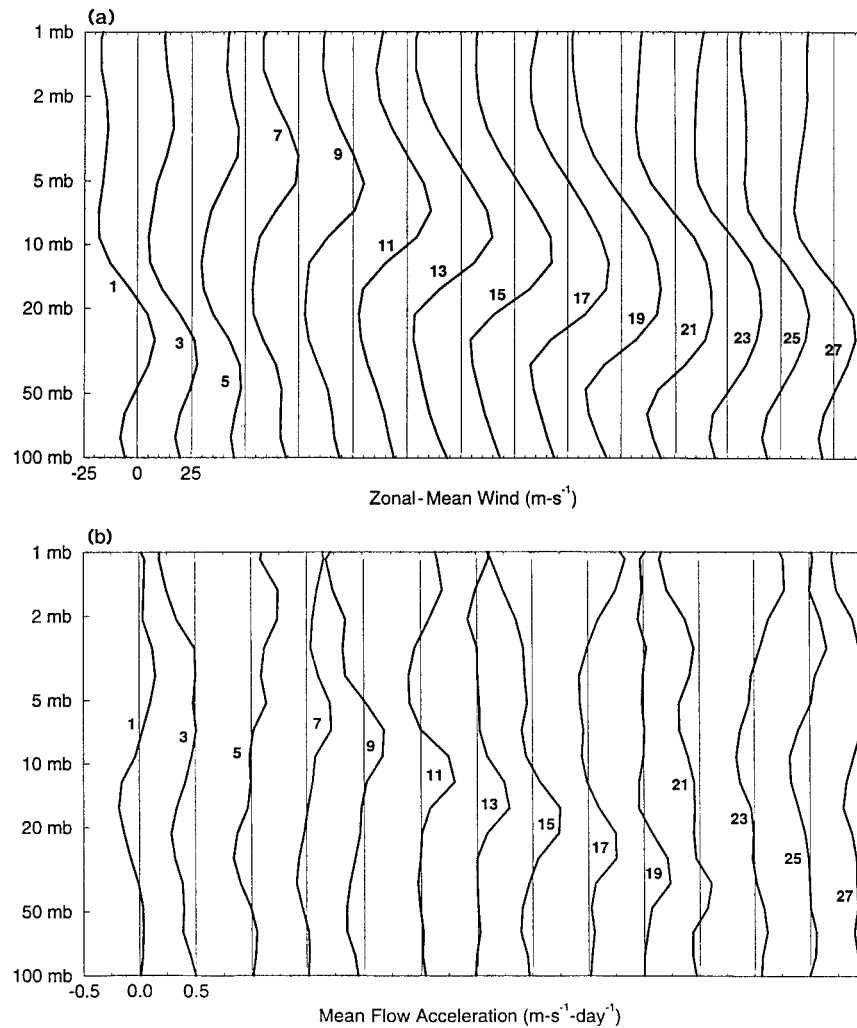 (a)
1 mb
2 mb
5 mb
10 mb
20 mb
50 mb
100 mb
1
3
5
7
9
11
13
15
17
19
21
23
25
27
-25 0 25
Zonal-Mean Wind (m-s⁻¹)
(b)
1 mb
2 mb
5 mb
10 mb
20 mb
50 mb
100 mb
1
3
5
7
9
11
13
15
17
19
21
23
25
27
-0.5 0.0 0.5
Mean Flow Acceleration (m-s⁻¹-day⁻¹)